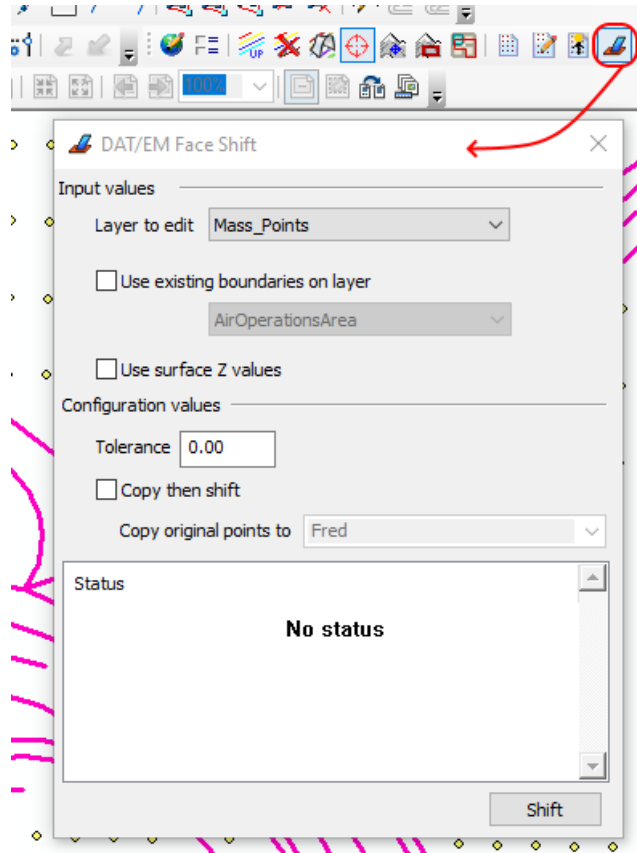 UP
100%
DAT/EM Face Shift
Input values
Layer to edit Mass_Points
Use existing boundaries on layer
AirOperationsArea
Use surface Z values
Configuration values
Tolerance 0.00
Copy then shift
Copy original points to Fred
Status
No status
Shift